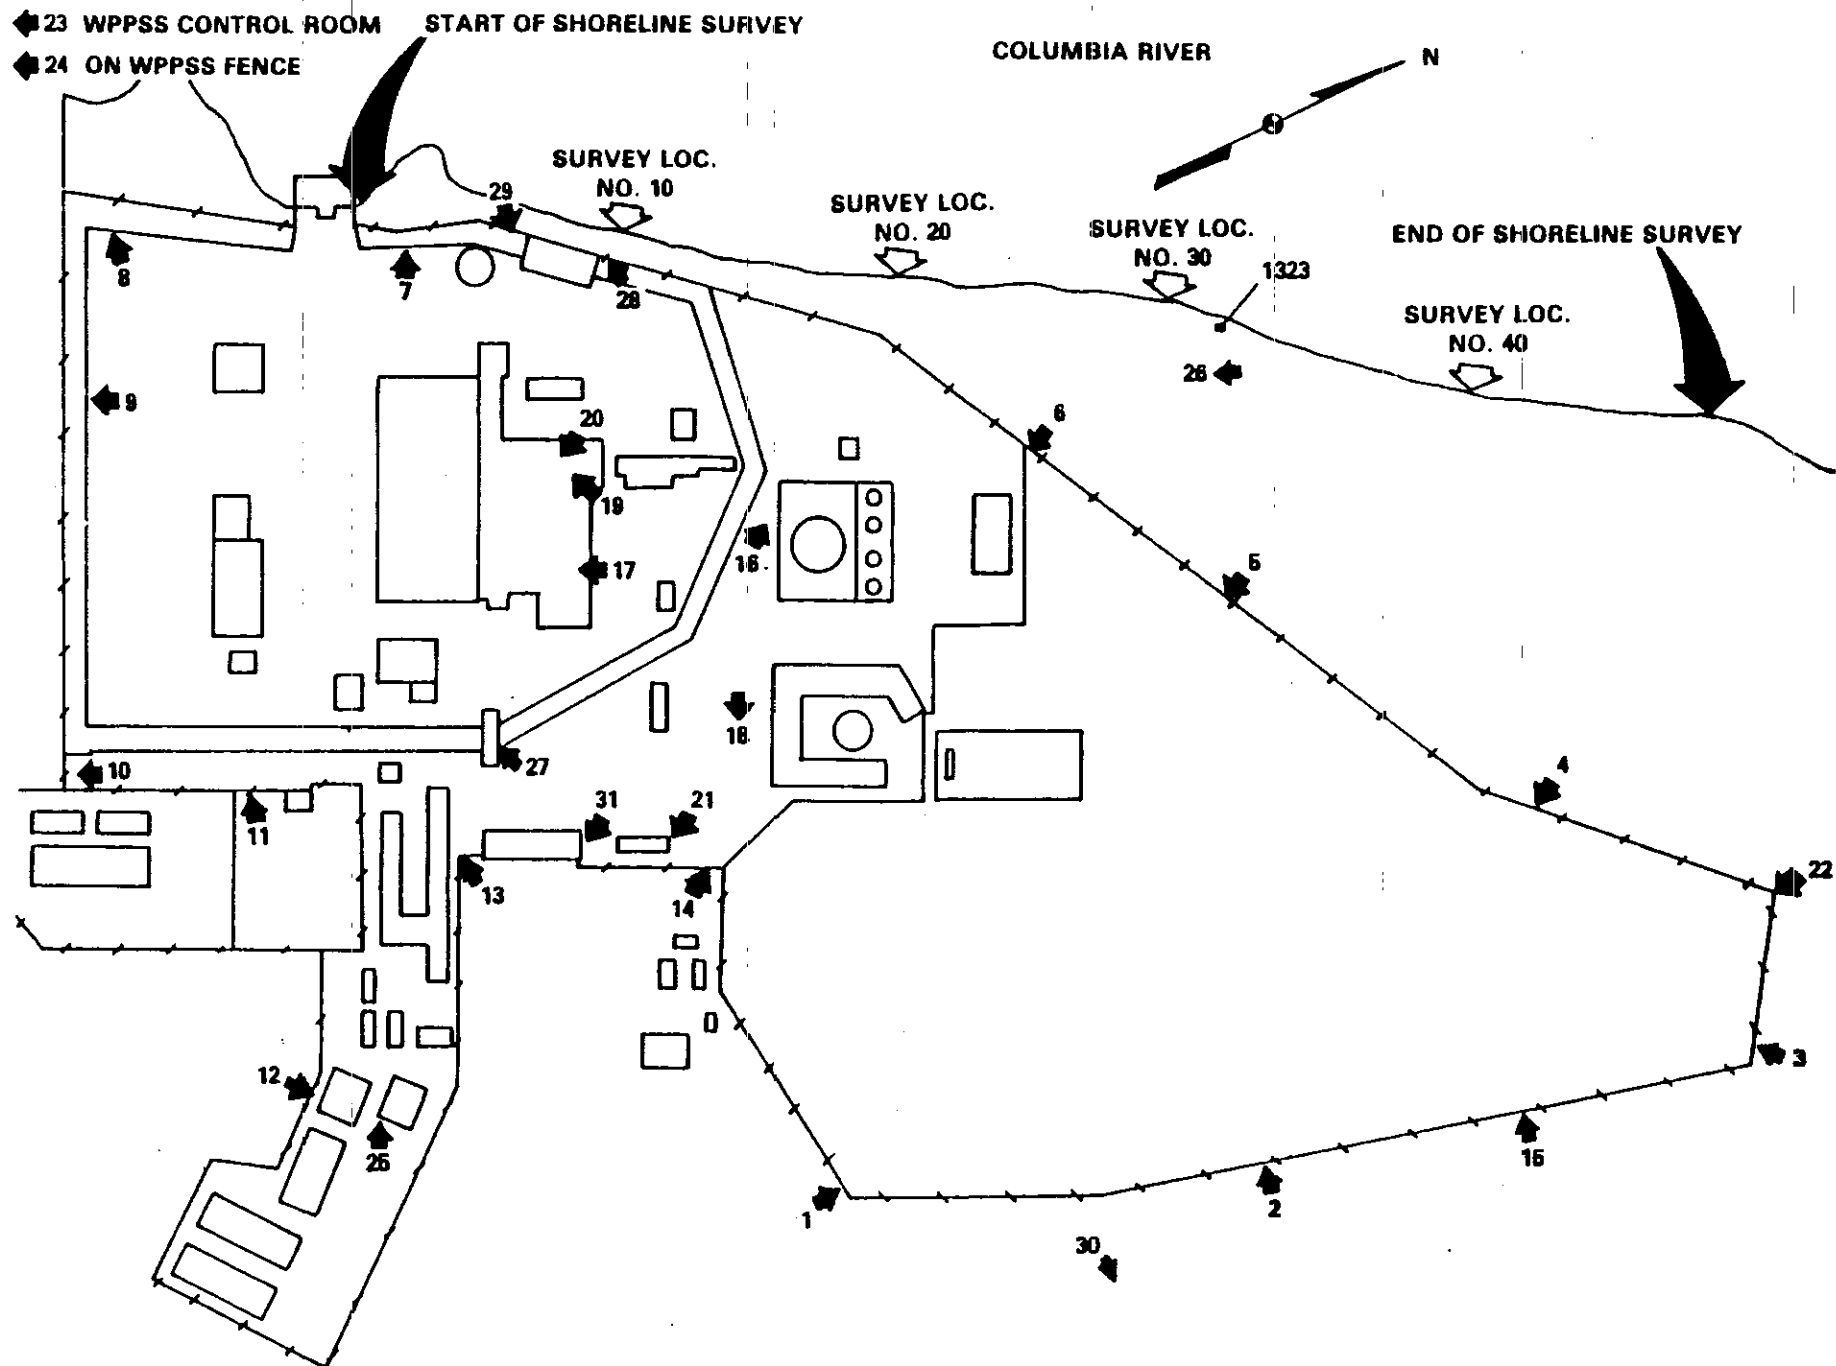 23 WPPSS CONTROL ROOM
START OF SHORELINE SURVEY
24 ON WPPSS FENCE
COLUMBIA RIVER
N
SURVEY LOC.
NO. 10
SURVEY LOC.
NO. 20
SURVEY LOC.
NO. 30
1323
END OF SHORELINE SURVEY
SURVEY LOC.
NO. 40
29
8
7
28
26
9
20
6
19
16
17
5
18
10
27
4
11
31
21
13
14
22
12
3
25
15
1
2
30